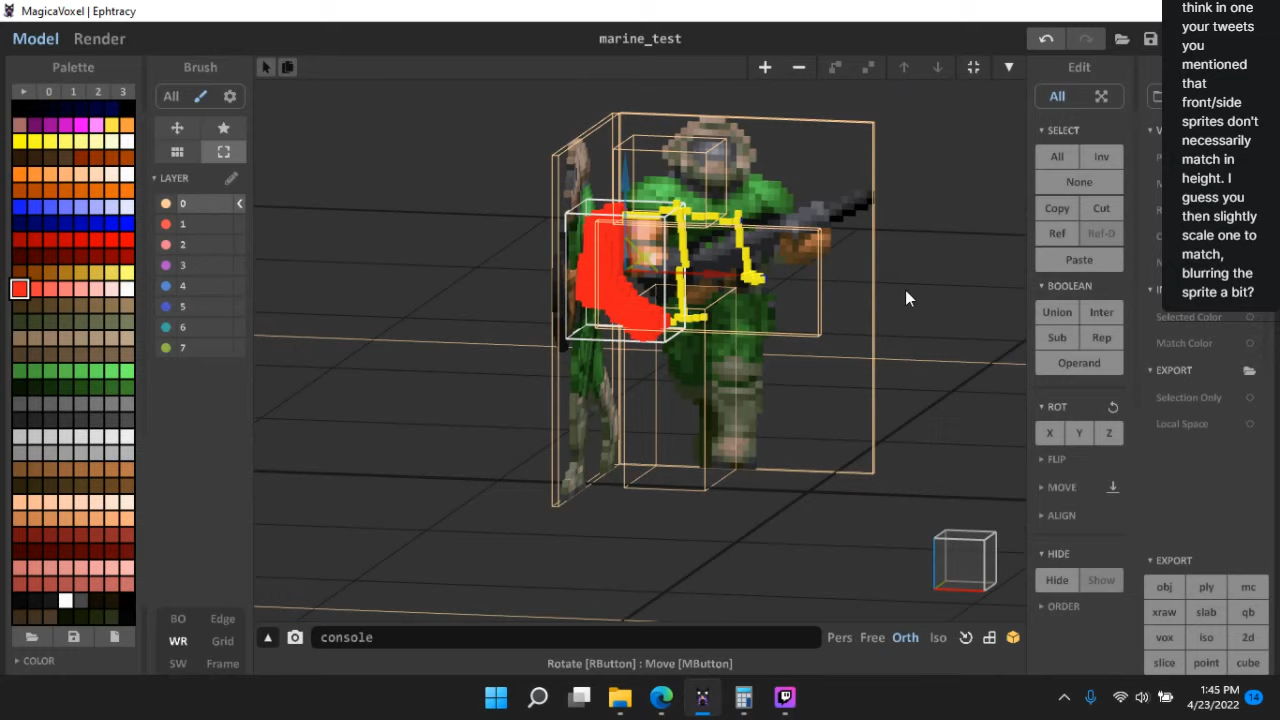 MagicaVoxel | Ephtracy
Model Render
marine_test
think in one
your tweets
you
mentioned
that
front/side
sprites don't
necessarily
match in
height. I
guess you
then slightly
scale one to
match,
blurring the
sprite a bit?
Palette
0 1 2 3
COLOR
Brush
All
LAYER
0
1
2
3
4
5
6
7
BO Edge
WR Grid
SW Frame
console
Pers Free Orth Iso
Rotate [RButton] : Move [MButton]
Edit
All
SELECT
All Inv
None
Copy Cut
Ref Ref-D
Paste
BOOLEAN
Union Inter
Sub Rep
Operand
ROT
X Y Z
FLIP
MOVE
ALIGN
HIDE
Hide Show
ORDER
Selected Color
Match Color
EXPORT
Selection Only
Local Space
EXPORT
obj ply mc
xraw slab qb
vox iso 2d
slice point cube
1:45 PM
4/23/2022
14